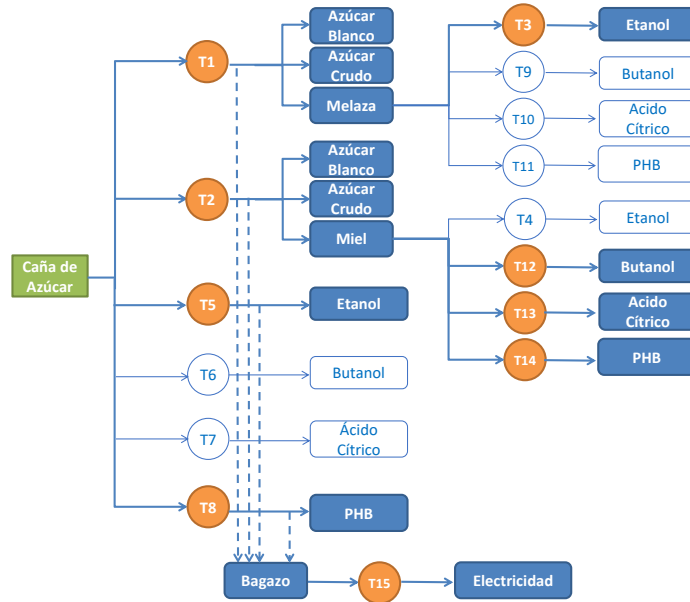 Azúcar
Blanco
T1
Azúcar
Crudo
Melaza
T3
Etanol
T9
Butanol
T10
Acido
Cítrico
T11
PHB
Azúcar
Blanco
T2
Azúcar
Crudo
Miel
T4
Etanol
T12
Butanol
T13
Acido
Cítrico
T14
PHB
Caña de
Azúcar
T5
Etanol
T6
Butanol
T7
Ácido
Cítrico
T8
PHB
Bagazo
T15
Electricidad